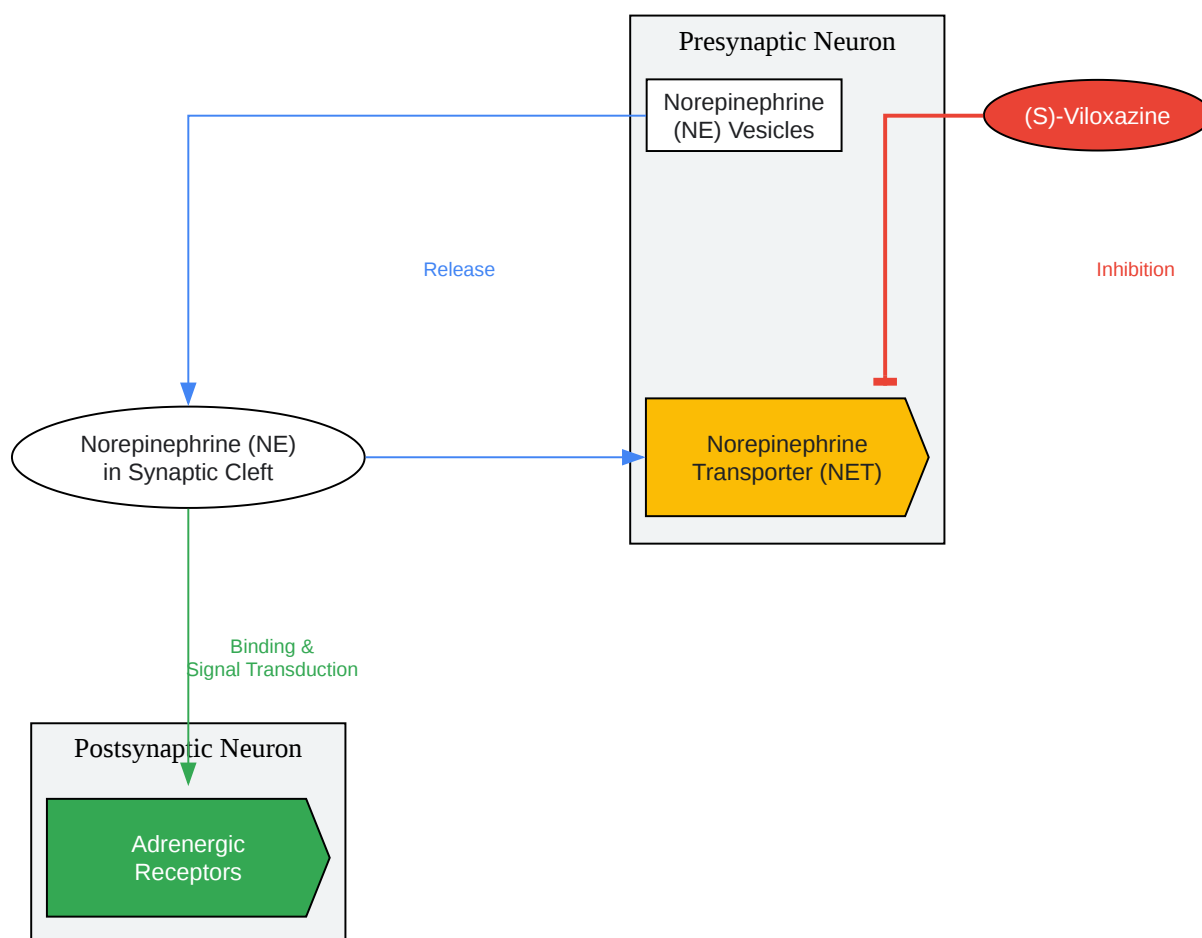 Presynaptic Neuron
Norepinephrine
(NE) Vesicles
(S)-Viloxazine
Release
Inhibition
Norepinephrine (NE)
in Synaptic Cleft
Norepinephrine
Transporter (NET)
Binding &
Signal Transduction
Postsynaptic Neuron
Adrenergic
Receptors